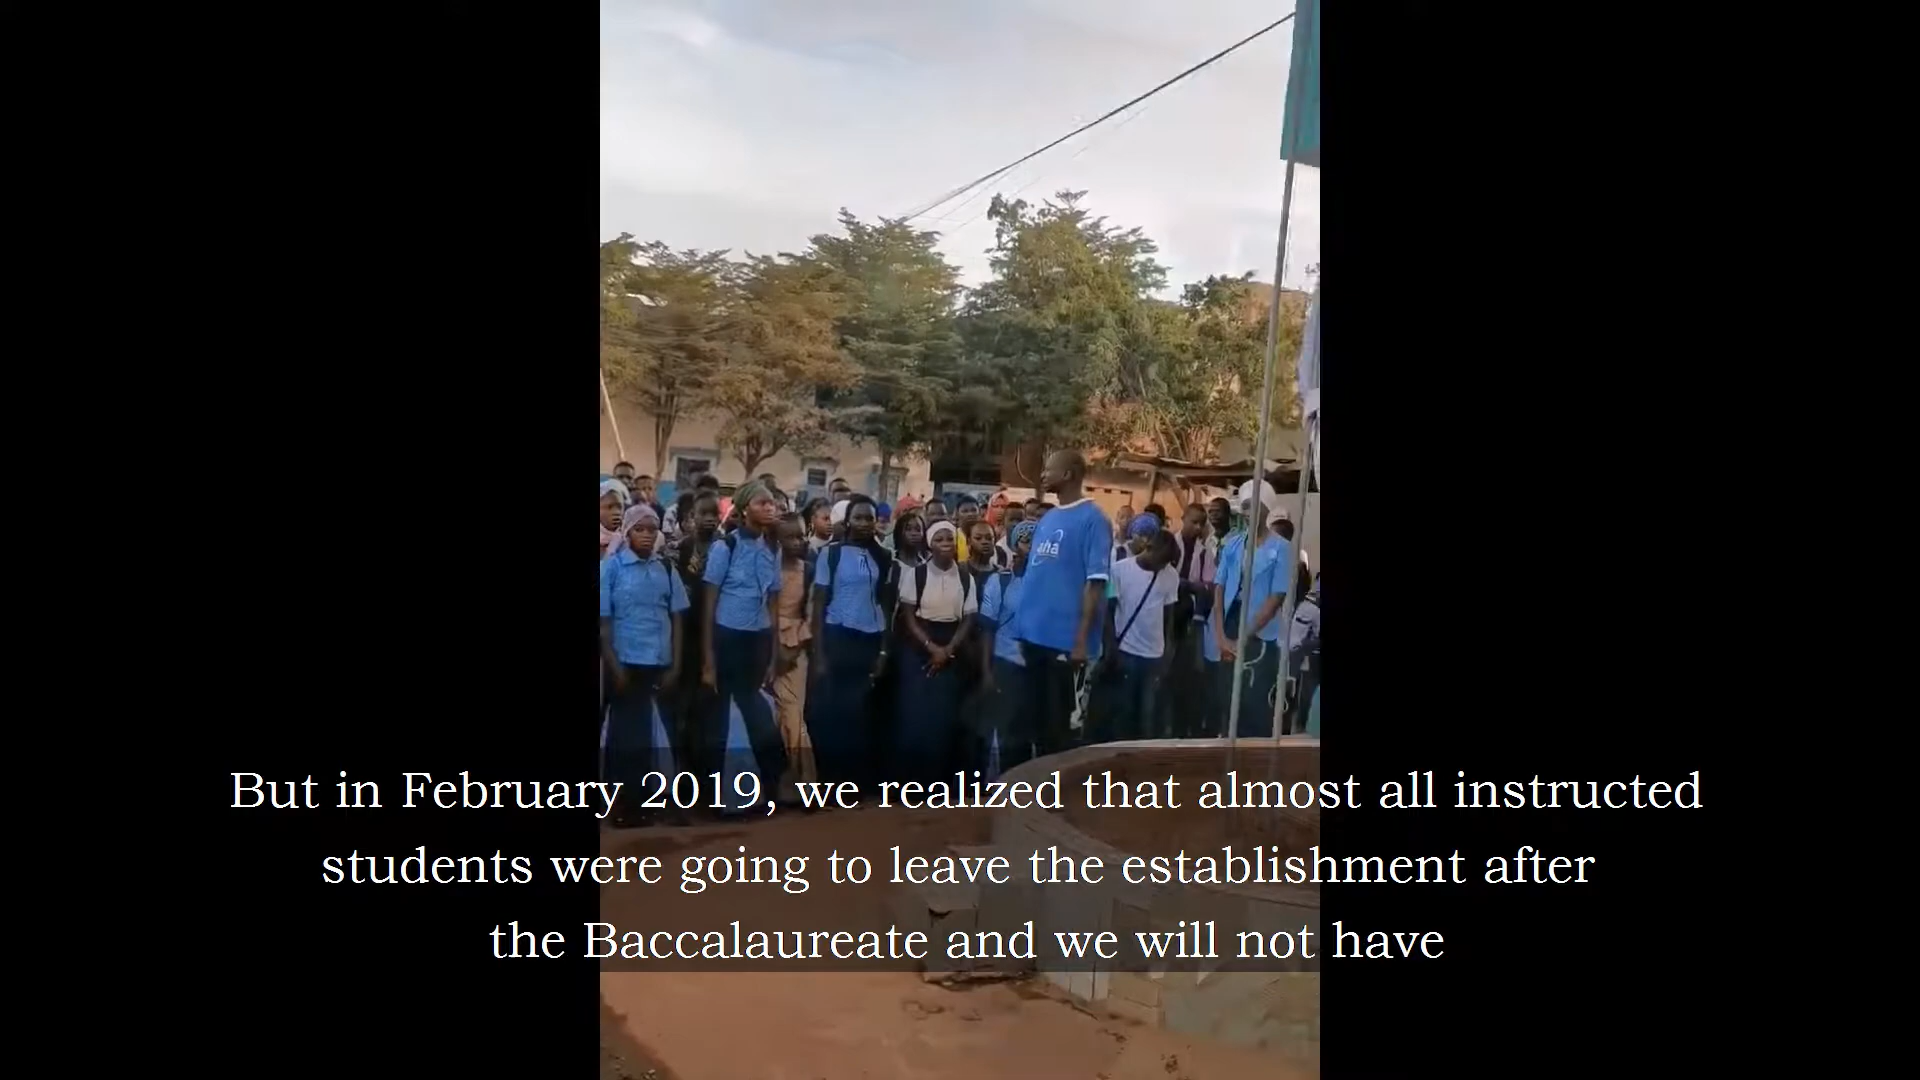 But in February 2019, we realized that almost all instructed
students were going to leave the establishment after
the Baccalaureate and we will not have